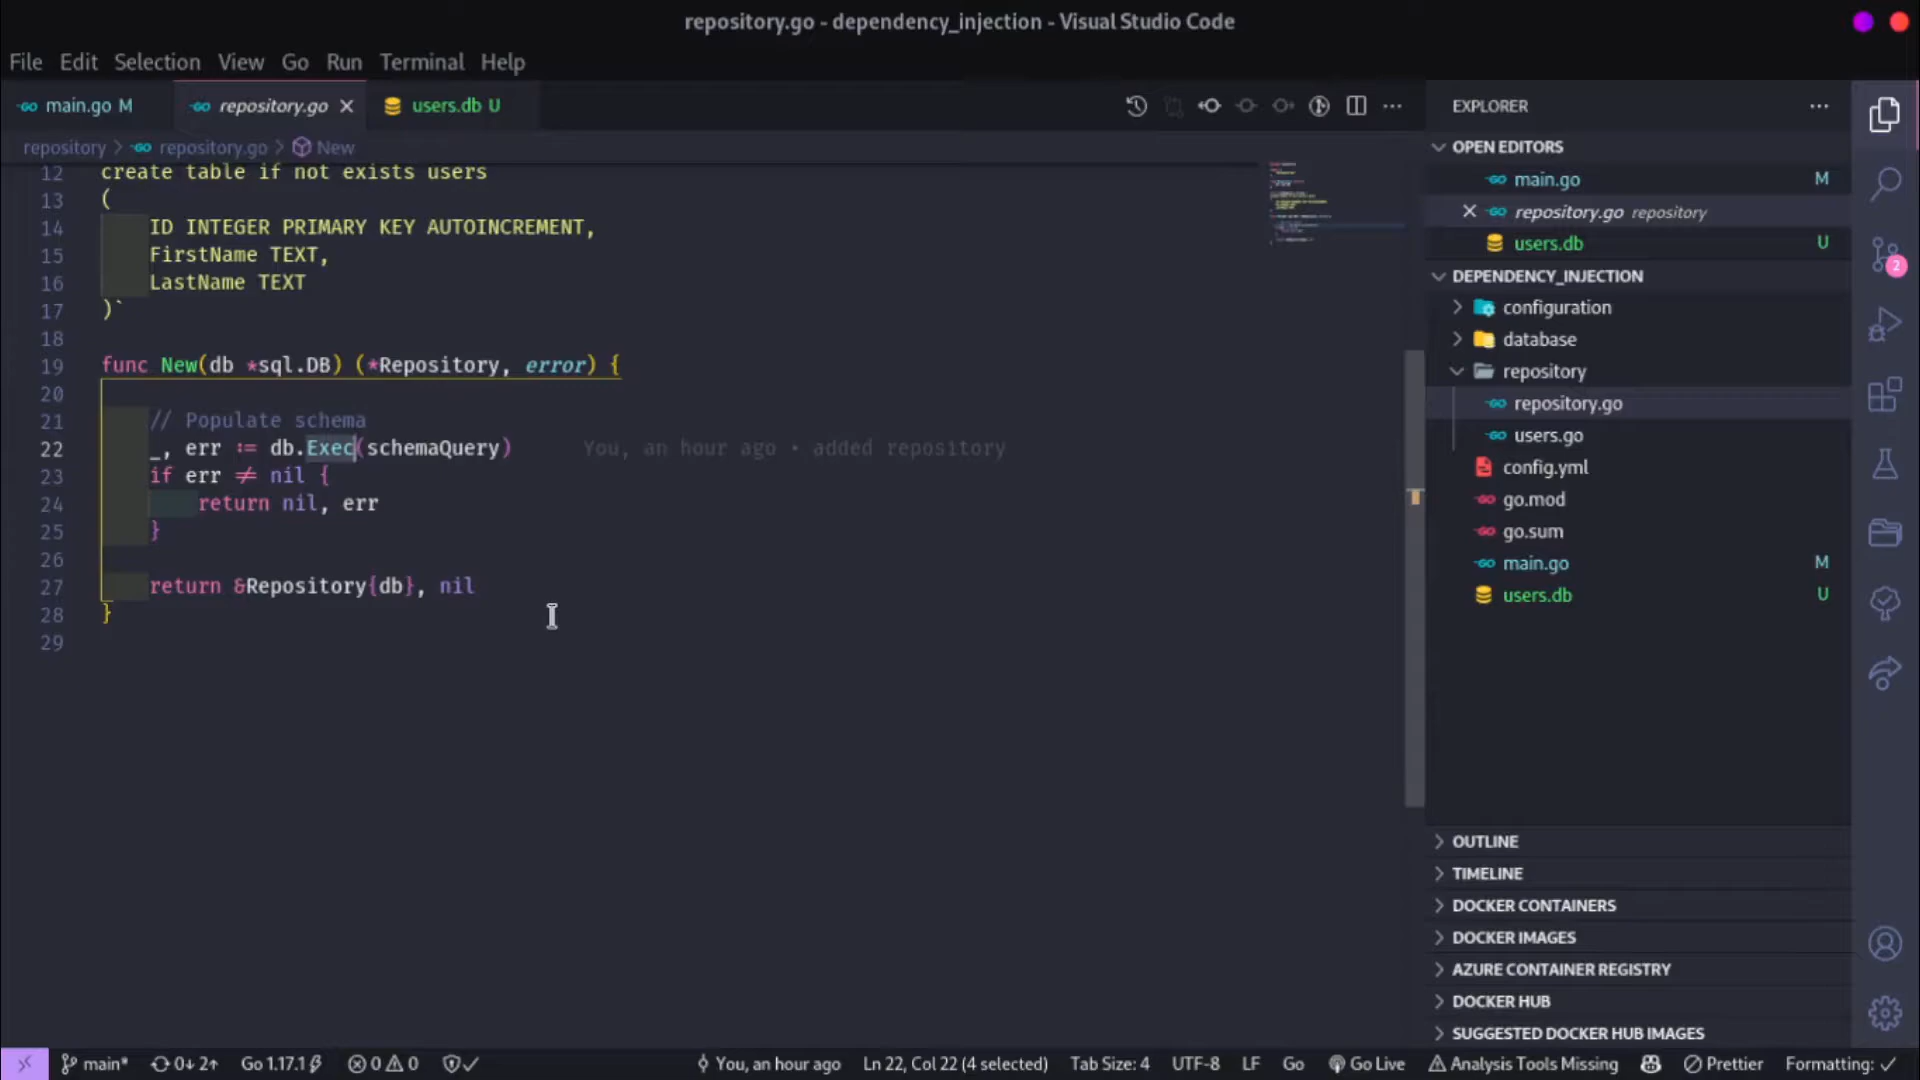 repository.go - dependency_injection - Visual Studio Code
File Edit Selection View Go Run Terminal Help
main.go M repository.go users.db U
repository > repository.go > New
12 create table if not exists users
13 (
14 ID INTEGER PRIMARY KEY AUTOINCREMENT,
15 FirstName TEXT,
16 LastName TEXT
17 )`
18
19 func New(db *sql.DB) (*Repository, error) {
20
21 // Populate schema
22 _, err := db.Exec(schemaQuery) You, an hour ago • added repository
23 if err ≠ nil {
24 return nil, err
25 }
26
27 return &Repository{db}, nil
28 }
29
EXPLORER
OPEN EDITORS
main.go M
repository.go repository
users.db U
DEPENDENCY_INJECTION
configuration
database
repository
repository.go
users.go
config.yml
go.mod
go.sum
main.go M
users.db U
OUTLINE
TIMELINE
DOCKER CONTAINERS
DOCKER IMAGES
AZURE CONTAINER REGISTRY
DOCKER HUB
SUGGESTED DOCKER HUB IMAGES
2
main* 0↓ 2↑ Go 1.17.1 0 0 You, an hour ago Ln 22, Col 22 (4 selected) Tab Size: 4 UTF-8 LF Go Go Live Analysis Tools Missing Prettier Formatting: ✓